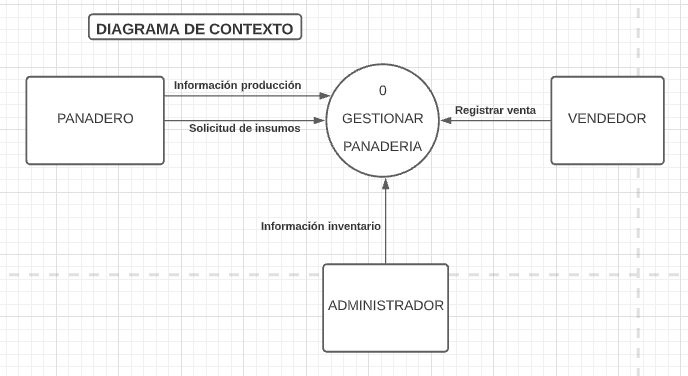 DIAGRAMA DE CONTEXTO
Información producción
0
PANADERO
GESTIONAR
Registrar venta
VENDEDOR
Solicitud de insumos
PANADERIA
Información inventario
ADMINISTRADOR